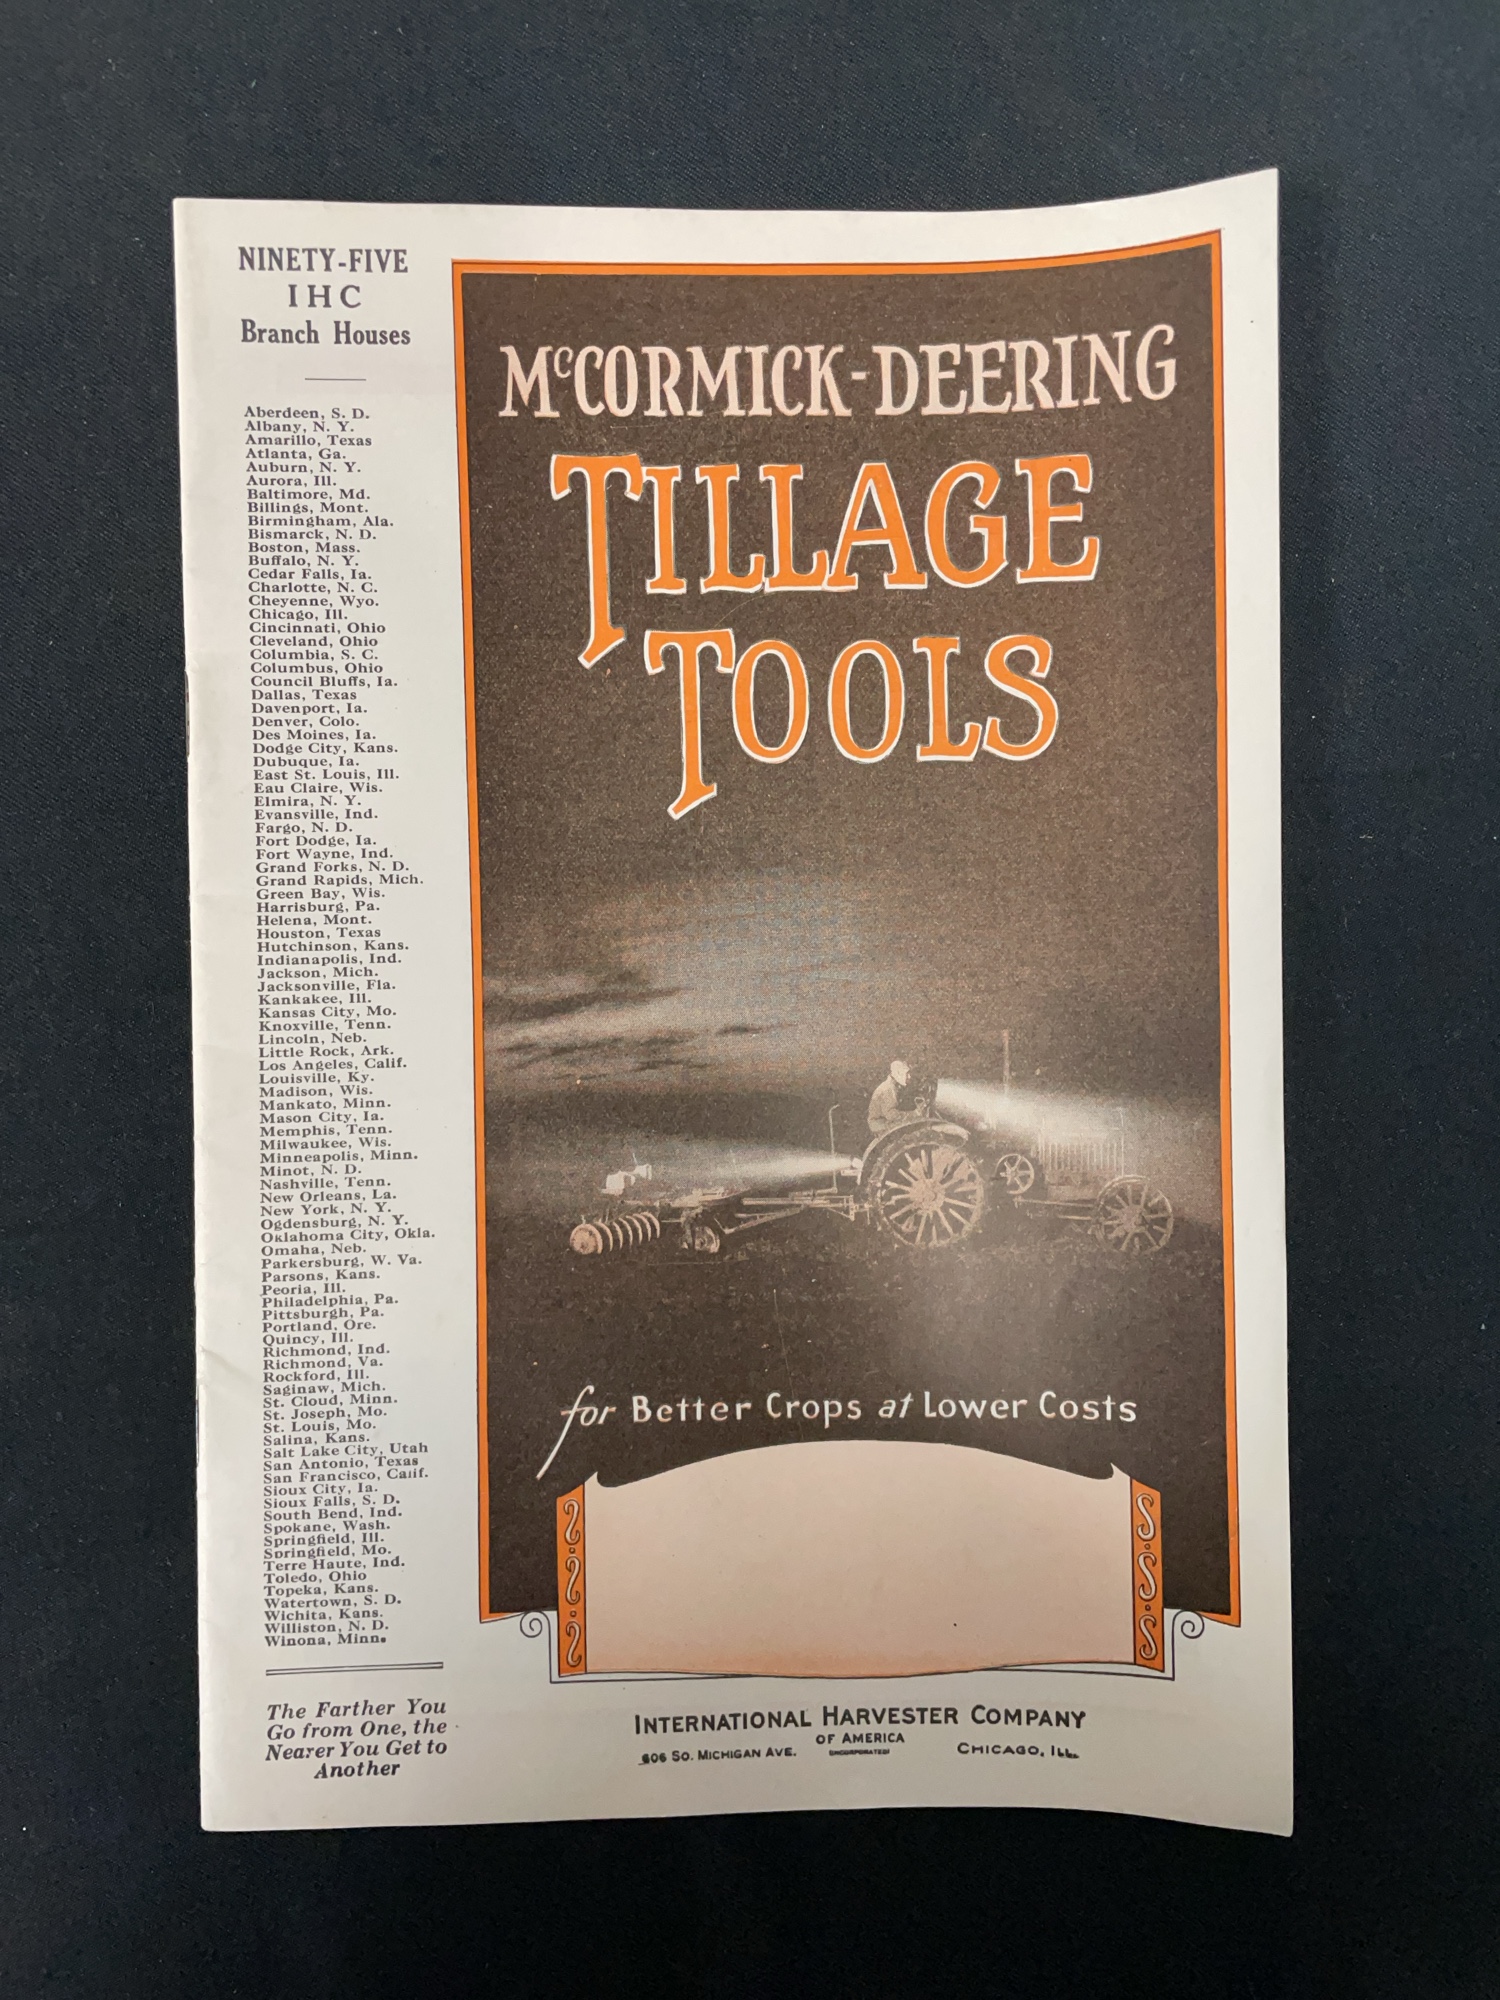 NINETY-FIVE
IHC
Branch Houses
Aberdeen, S. D.
Albany, N. Y.
Amarillo, Texas
Atlanta, Ga.
Auburn, N. Y.
Aurora, Ill.
Baltimore, Md.
Billings, Mont.
Birmingham, Ala.
Bismarck, N. D.
Boston, Mass.
Buffalo, N. Y.
Cedar Falls, Ia.
Charlotte, N. C.
Cheyenne, Wyo.
Chicago, Ill.
Cincinnati, Ohio
Cleveland, Ohio
Columbia, S. C.
Columbus, Ohio
Council Bluffs, Ia.
Dallas, Texas
Davenport, Ia.
Denver, Colo.
Des Moines, Ia.
Dodge City, Kans.
Dubuque, Ia.
East St. Louis, Ill.
Eau Claire, Wis.
Elmira, N. Y.
Evansville, Ind.
Fargo, N. D.
Fort Dodge, Ia.
Fort Wayne, Ind.
Grand Forks, N. D.
Grand Rapids, Mich.
Green Bay, Wis.
Harrisburg, Pa.
Helena, Mont.
Houston, Texas
Hutchinson, Kans.
Indianapolis, Ind.
Jackson, Mich.
Jacksonville, Fla.
Kankakee, Ill.
Kansas City, Mo.
Knoxville, Tenn.
Lincoln, Neb.
Little Rock, Ark.
Los Angeles, Calif.
Louisville, Ky.
Madison, Wis.
Mankato, Minn.
Mason City, Ia.
Memphis, Tenn.
Milwaukee, Wis.
Minneapolis, Minn.
Minot, N. D.
Nashville, Tenn.
New Orleans, La.
New York, N. Y.
Ogdensburg, N. Y.
Oklahoma City, Okla.
Omaha, Neb.
Parkersburg, W. Va.
Parsons, Kans.
Peoria, Ill.
Philadelphia, Pa.
Pittsburgh, Pa.
Portland, Ore.
Quincy, Ill.
Richmond, Ind.
Richmond, Va.
Rockford, Ill.
Saginaw, Mich.
St. Cloud, Minn.
St. Joseph, Mo.
St. Louis, Mo.
Salina, Kans.
Salt Lake City, Utah
San Antonio, Texas
San Francisco, Calif.
Sioux City, Ia.
Sioux Falls, S. D.
South Bend, Ind.
Spokane, Wash.
Springfield, Ill.
Springfield, Mo.
Terre Haute, Ind.
Toledo, Ohio
Topeka, Kans.
Watertown, S. D.
Wichita, Kans.
Williston, N. D.
Winona, Minn.
The Farther You
Go from One, the
Nearer You Get to
Another
McCORMICK-DEERING
TILLAGE
TOOLS
for Better Crops at Lower Costs
INTERNATIONAL HARVESTER COMPANY
OF AMERICA
606 SO. MICHIGAN AVE. (INCORPORATED) CHICAGO, ILL.